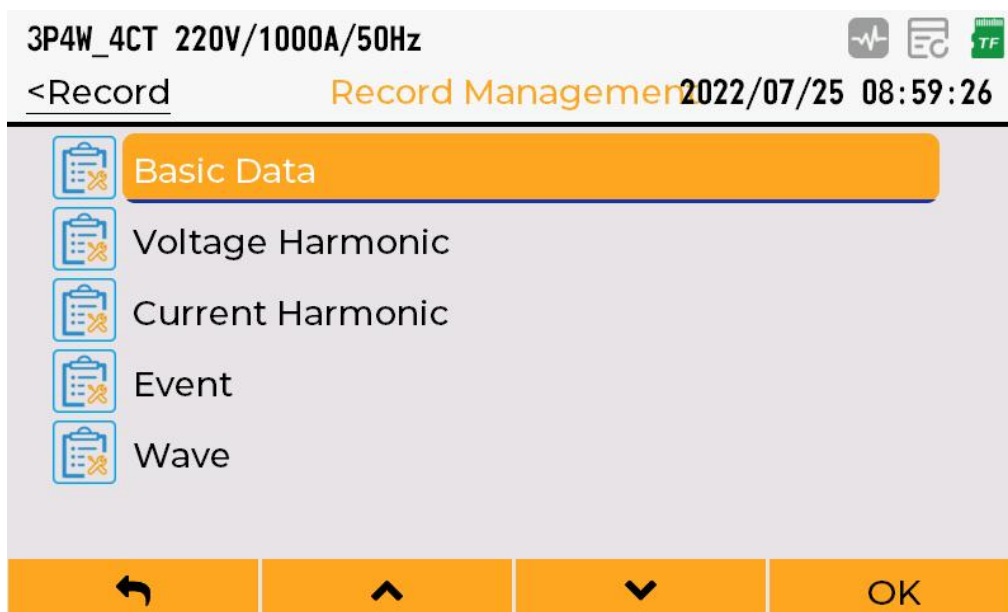 3P4W_4CT 220V/1000A/50Hz TF
<Record Record Managemen 2022/07/25 08:59:26
Basic Data
Voltage Harmonic
Current Harmonic
Event
Wave
OK